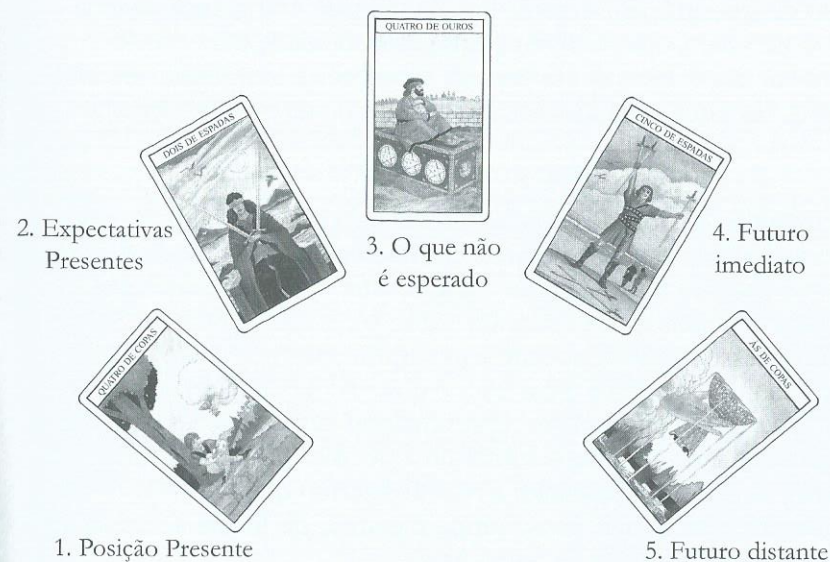 QUATRO DE OUROS
DOIS DE ESPADAS
CINCO DE ESPADAS
2. Expectativas
Presentes
3. O que não
é esperado
4. Futuro
imediato
QUATRO DE COPAS
AS DE COPAS
1. Posição Presente
5. Futuro distante